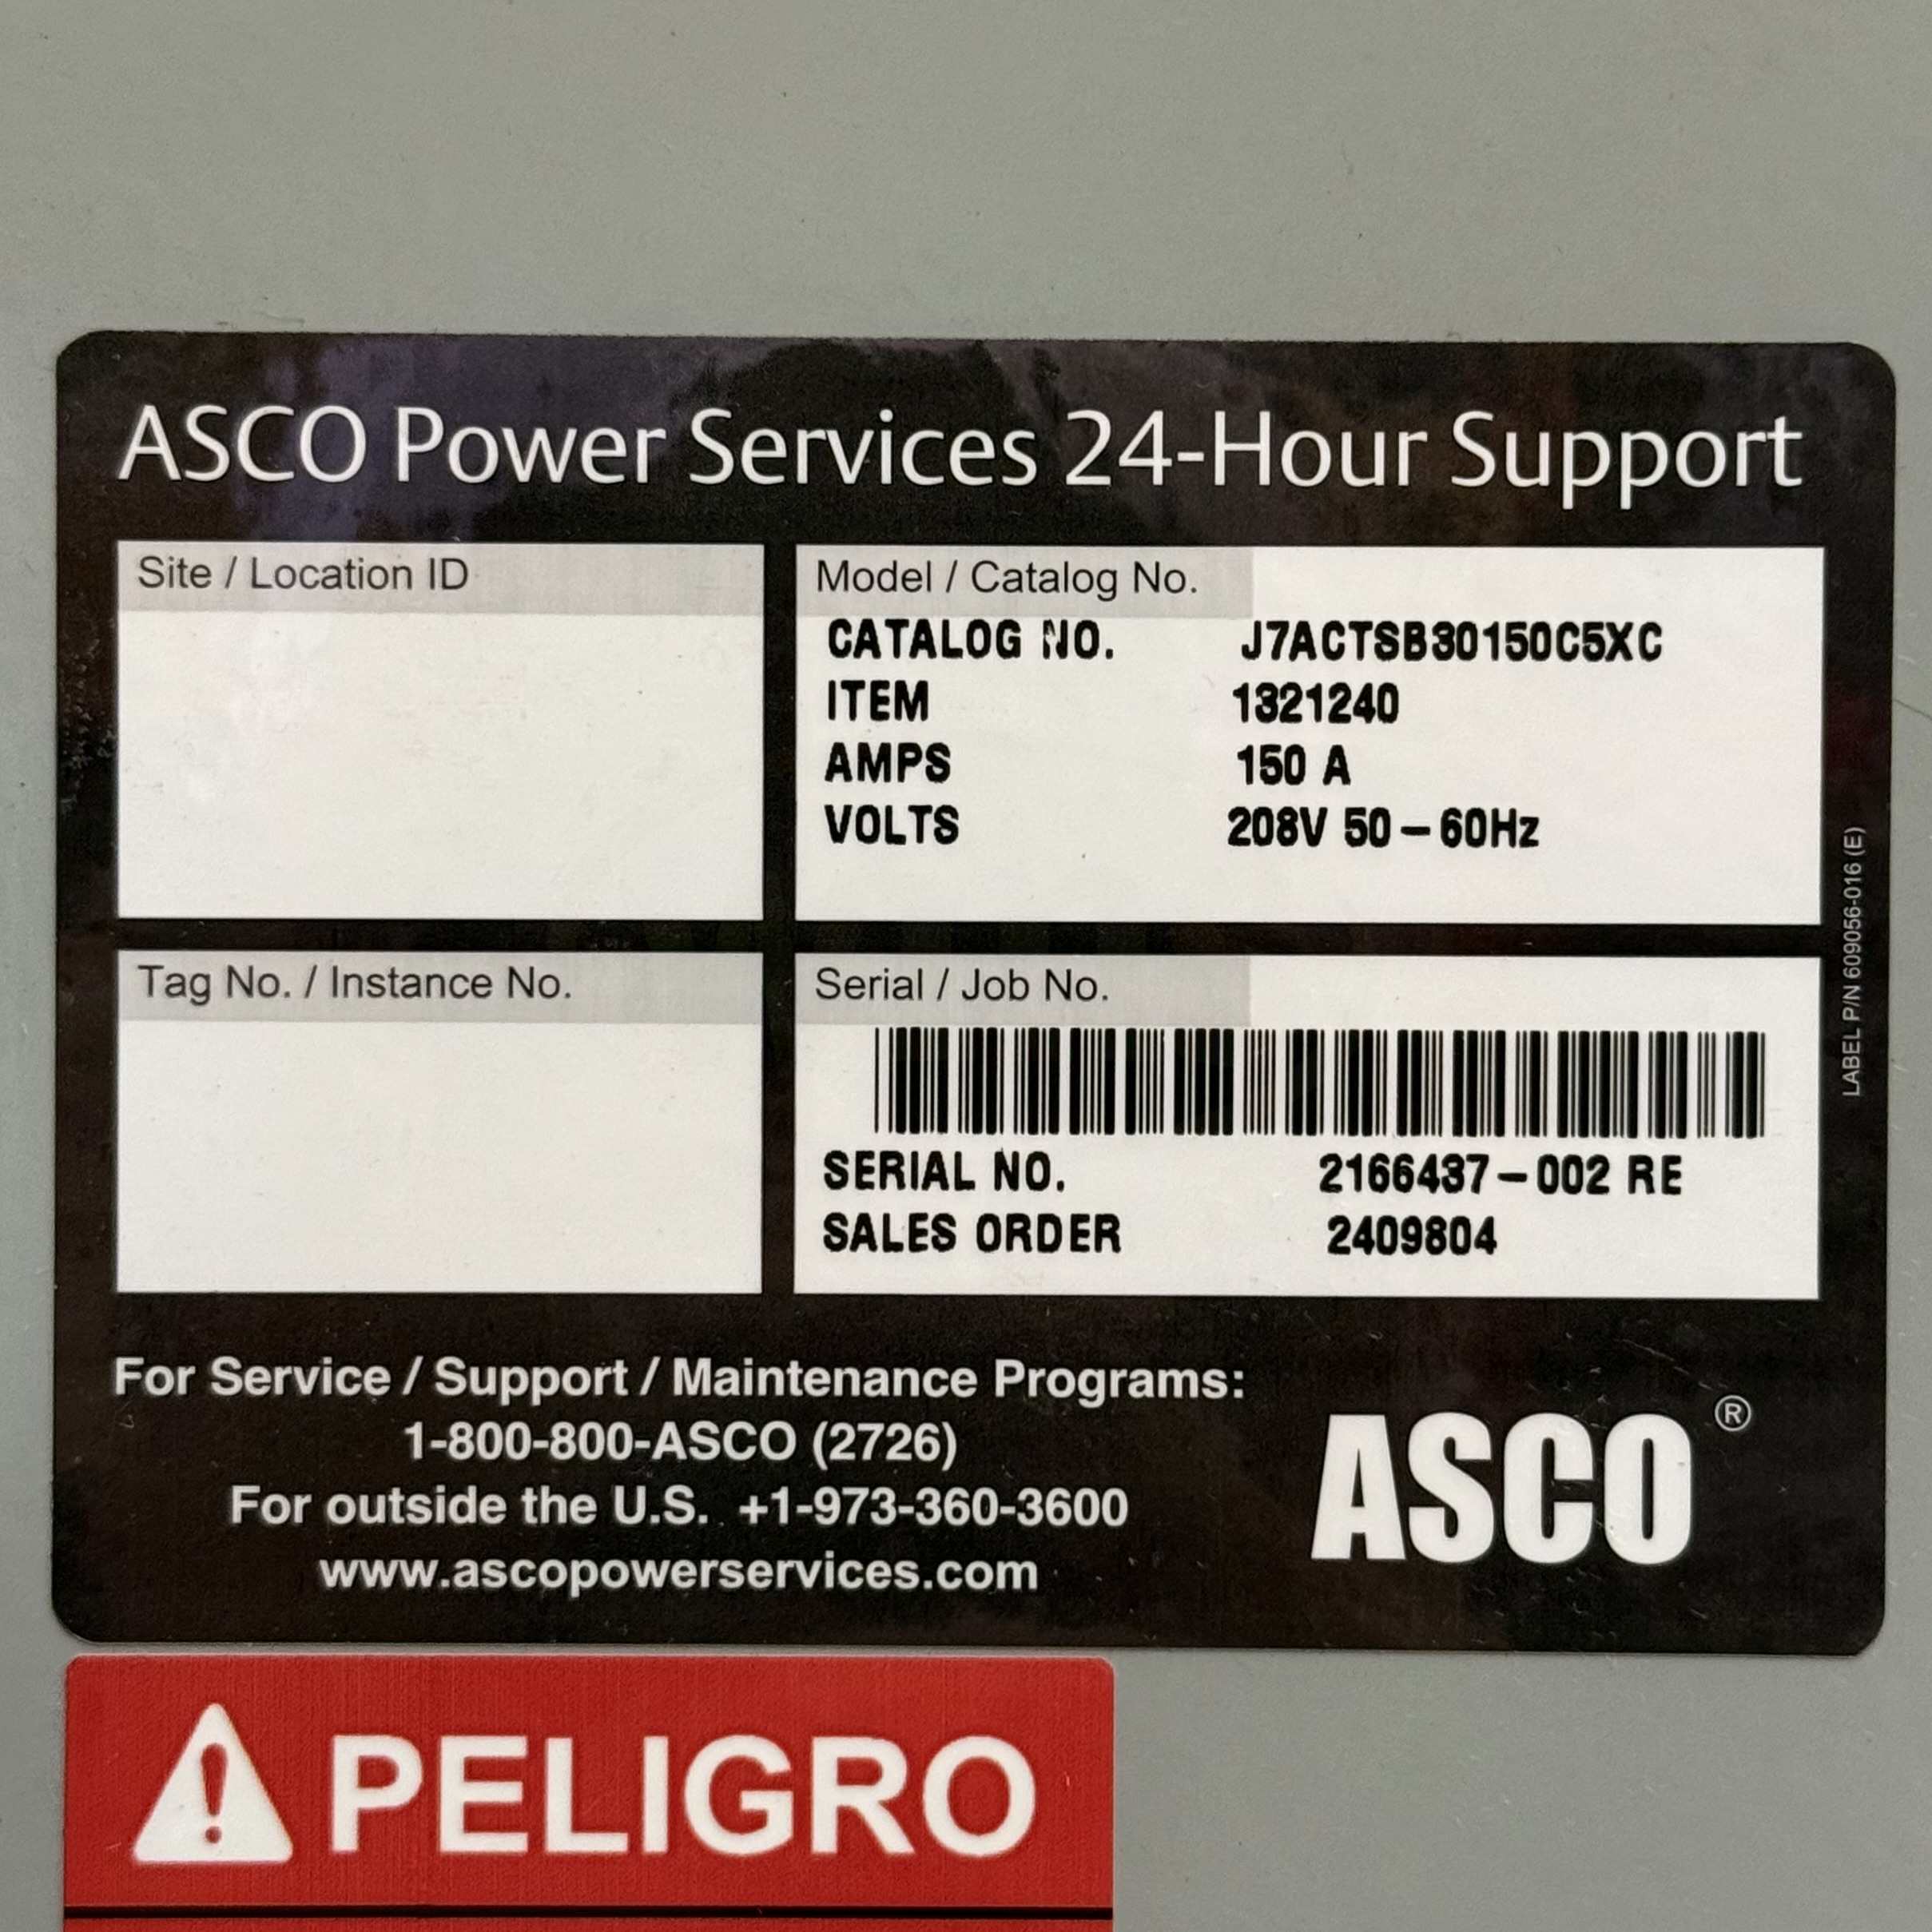 ASCO Power Services 24-Hour Support
Site / Location ID
Model / Catalog No.
CATALOG NO. J7ACTSB30150C5XC
ITEM 1321240
AMPS 150 A
VOLTS 208V 50-60Hz
Tag No. / Instance No.
Serial / Job No.
SERIAL NO. 2166437-002 RE
SALES ORDER 2409804
LABEL P/N 609056-016 (E)
For Service / Support / Maintenance Programs:
1-800-800-ASCO (2726)
For outside the U.S. +1-973-360-3600
www.ascopowerservices.com
ASCO®
PELIGRO